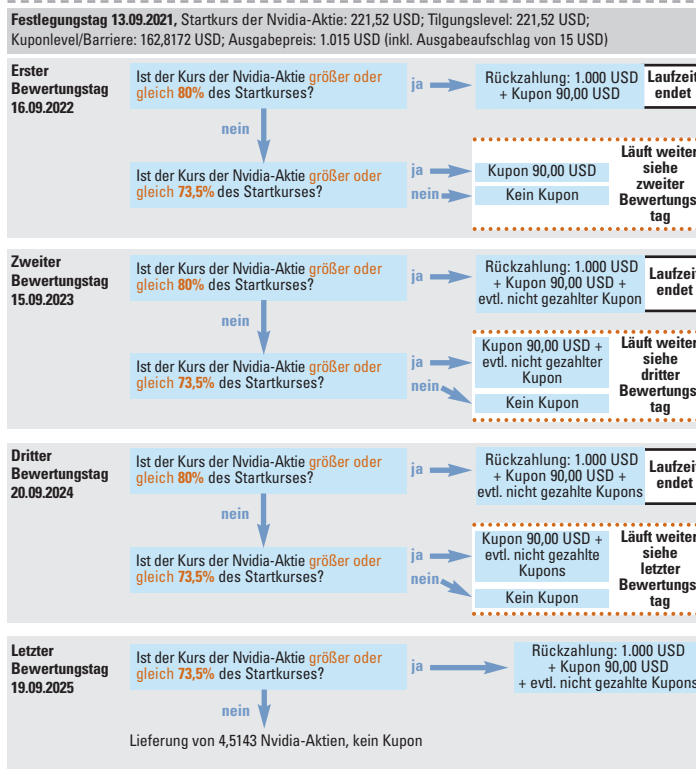 Festlegungstag 13.09.2021, Startkurs der Nvidia-Aktie: 221,52 USD; Tilgungslevel: 221,52 USD;
Kuponlevel/Barriere: 162,8172 USD; Ausgabepreis: 1.015 USD (inkl. Ausgabeaufschlag von 15 USD)
Erster
Bewertungstag
16.09.2022
Ist der Kurs der Nvidia-Aktie größer oder
gleich 80% des Startkurses?
ja
Rückzahlung: 1.000 USD
+ Kupon 90,00 USD
Laufzeit
endet
nein
Ist der Kurs der Nvidia-Aktie größer oder
gleich 73,5% des Startkurses?
ja
Kupon 90,00 USD
nein
Kein Kupon
Läuft weiter
siehe
zweiter
Bewertungs
tag
Zweiter
Bewertungstag
15.09.2023
Ist der Kurs der Nvidia-Aktie größer oder
gleich 80% des Startkurses?
ja
Rückzahlung: 1.000 USD
+ Kupon 90,00 USD +
evtl. nicht gezahlter Kupon
Laufzeit
endet
nein
Ist der Kurs der Nvidia-Aktie größer oder
gleich 73,5% des Startkurses?
ja
Kupon 90,00 USD +
evtl. nicht gezahlter
Kupon
nein
Kein Kupon
Läuft weiter
siehe
dritter
Bewertungs
tag
Dritter
Bewertungstag
20.09.2024
Ist der Kurs der Nvidia-Aktie größer oder
gleich 80% des Startkurses?
ja
Rückzahlung: 1.000 USD
+ Kupon 90,00 USD +
evtl. nicht gezahlte Kupons
Laufzeit
endet
nein
Ist der Kurs der Nvidia-Aktie größer oder
gleich 73,5% des Startkurses?
ja
Kupon 90,00 USD +
evtl. nicht gezahlte
Kupons
nein
Kein Kupon
Läuft weiter
siehe
letzter
Bewertungs
tag
Letzter
Bewertungstag
19.09.2025
Ist der Kurs der Nvidia-Aktie größer oder
gleich 73,5% des Startkurses?
ja
Rückzahlung: 1.000 USD
+ Kupon 90,00 USD
+ evtl. nicht gezahlte Kupons
nein
Lieferung von 4,5143 Nvidia-Aktien, kein Kupon